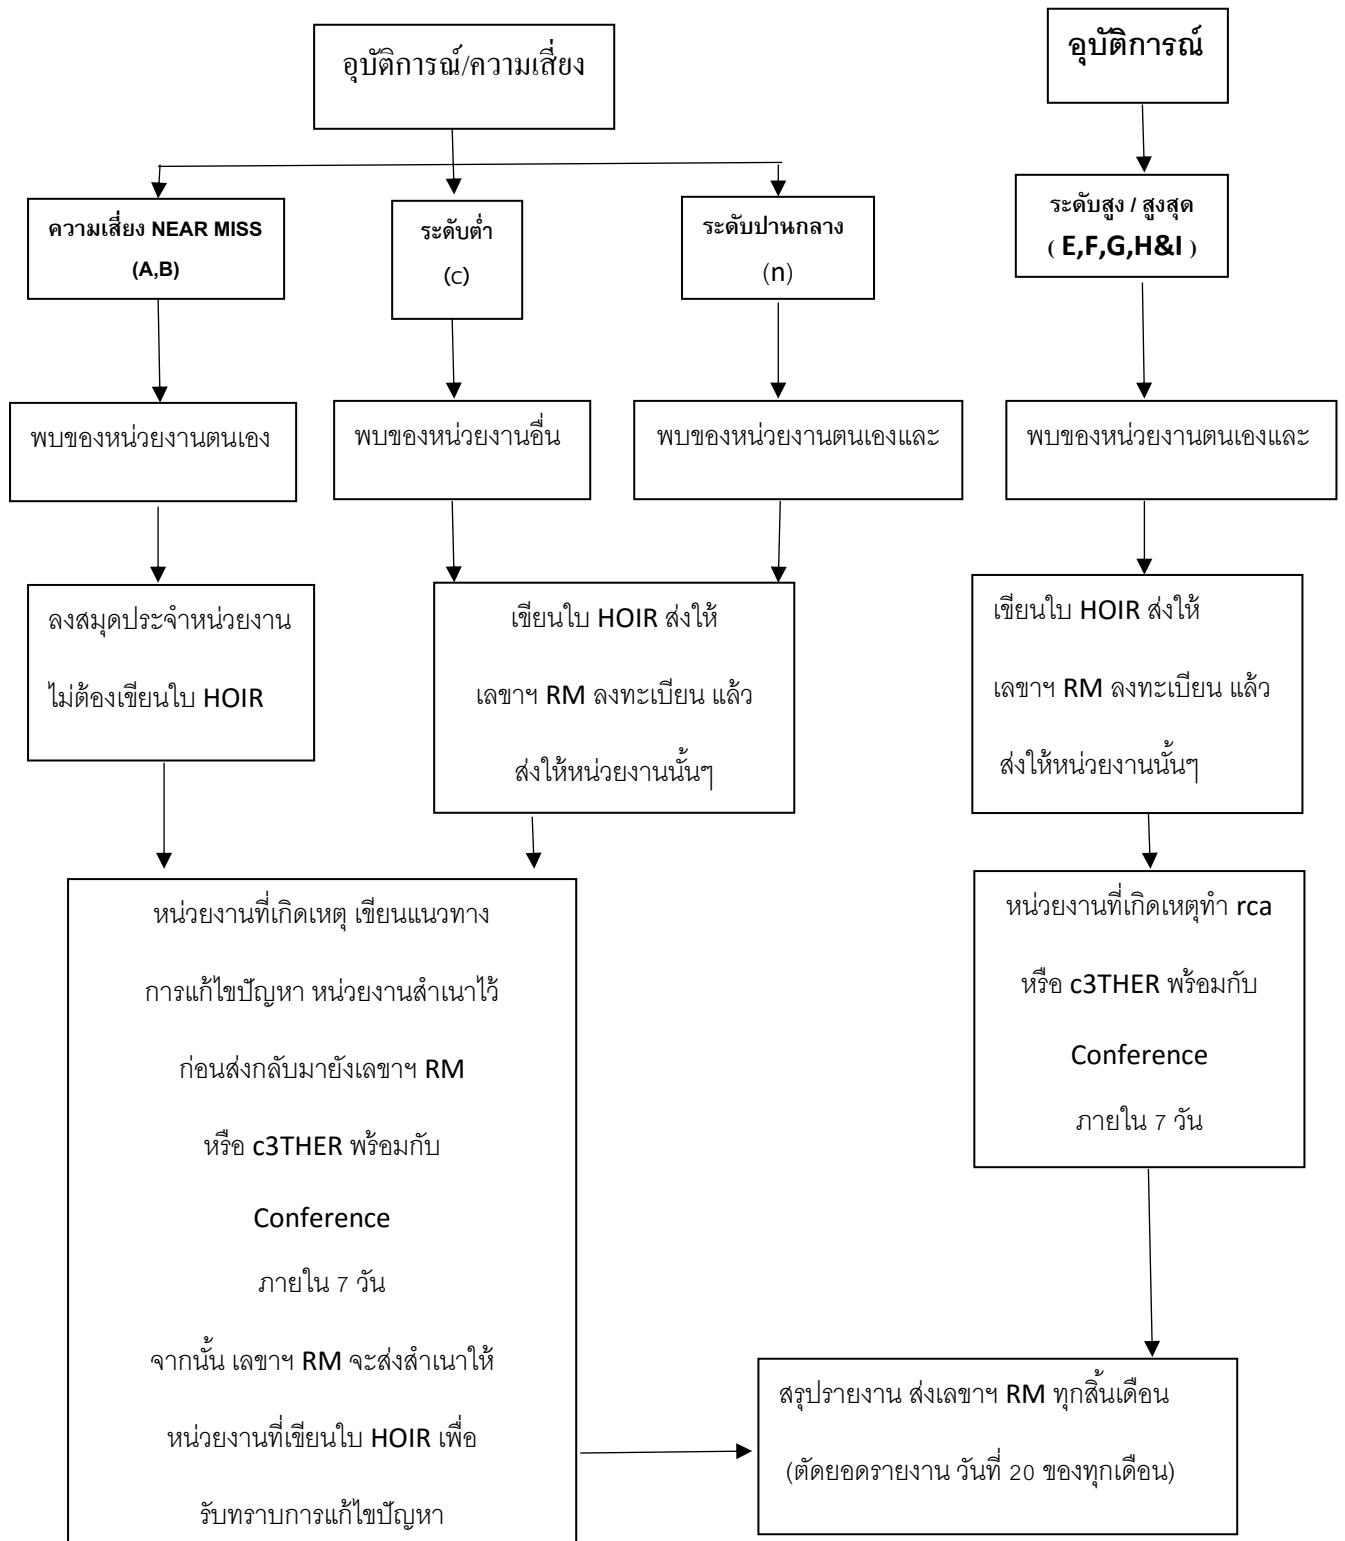 อุบัติการณ์/ความเสี่ยง
อุบัติการณ์
ความเสี่ยง NEAR MISS
(A,B)
ระดับต่ำ
(C)
ระดับปานกลาง
(n)
ระดับสูง / สูงสุด
( E,F,G,H&I )
พบของหน่วยงานตนเอง
พบของหน่วยงานอื่น
พบของหน่วยงานตนเองและ
พบของหน่วยงานตนเองและ
ลงสมุดประจำหน่วยงาน
ไม่ต้องเขียนใบ HOIR
เขียนใบ HOIR ส่งให้
เลขาฯ RM ลงทะเบียน แล้ว
ส่งให้หน่วยงานนั้นๆ
เขียนใบ HOIR ส่งให้
เลขาฯ RM ลงทะเบียน แล้ว
ส่งให้หน่วยงานนั้นๆ
หน่วยงานที่เกิดเหตุ เขียนแนวทาง
การแก้ไขปัญหา หน่วยงานสำเนาไว้
ก่อนส่งกลับมายังเลขาฯ RM
หรือ c3THER พร้อมกับ
Conference
ภายใน 7 วัน
จากนั้น เลขาฯ RM จะส่งสำเนาให้
หน่วยงานที่เขียนใบ HOIR เพื่อ
รับทราบการแก้ไขปัญหา
หน่วยงานที่เกิดเหตุทำ rca
หรือ c3THER พร้อมกับ
Conference
ภายใน 7 วัน
สรุปรายงาน ส่งเลขาฯ RM ทุกสิ้นเดือน
(ตัดยอดรายงาน วันที่ 20 ของทุกเดือน)